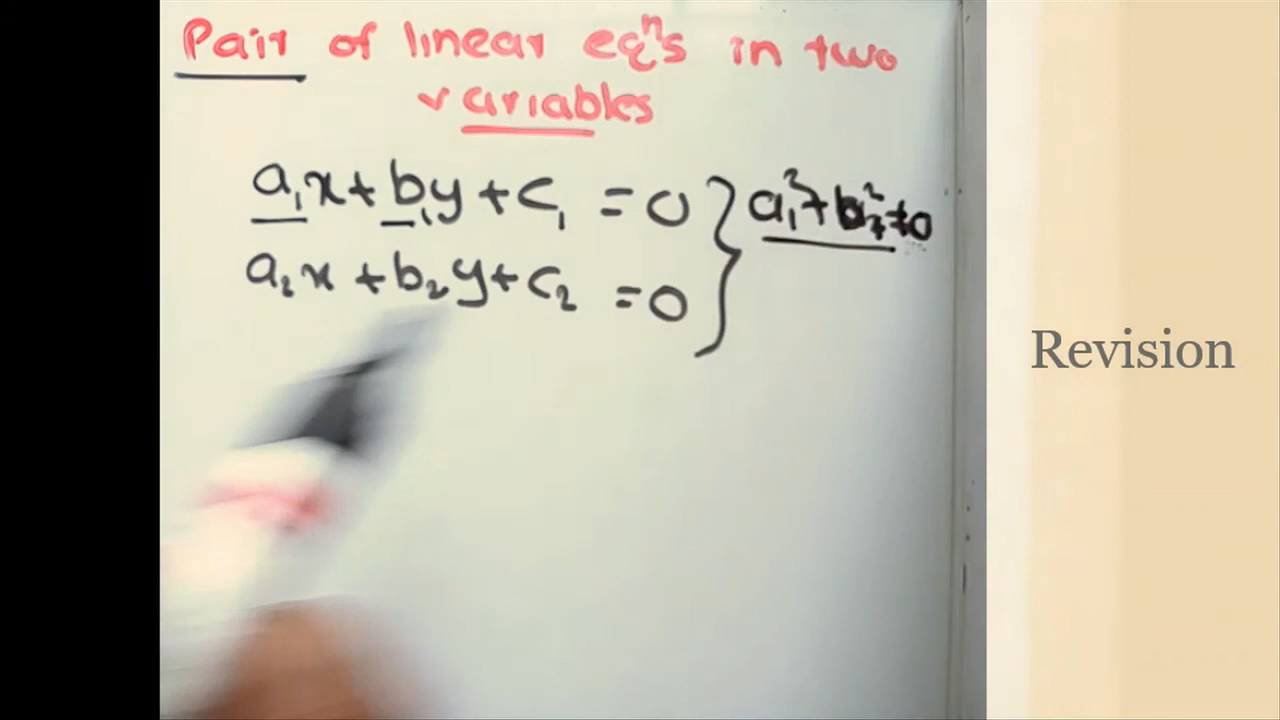 Pair of linear eqⁿs in two
variables
a₁x + b₁y + c₁ = 0 } a₁² + b₁² ≠ 0
a₂x + b₂y + c₂ = 0
Revision